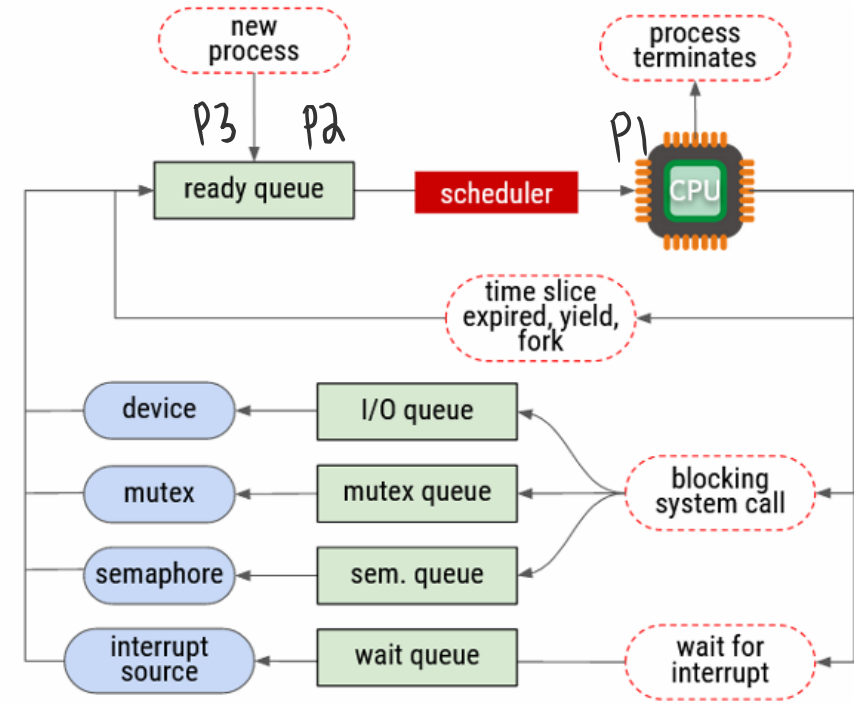 new
process
process
terminates
P3 P2
P1
ready queue
scheduler
CPU
time slice
expired, yield,
fork
device
I/O queue
mutex
mutex queue
blocking
system call
semaphore
sem. queue
interrupt
source
wait queue
wait for
interrupt